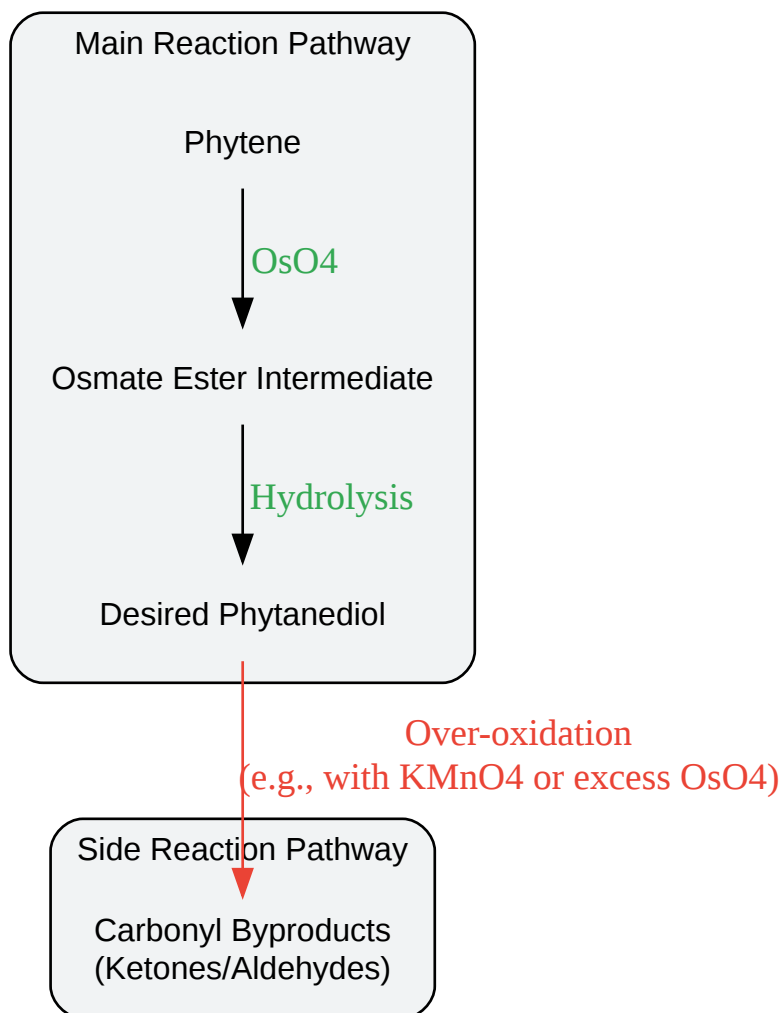 Main Reaction Pathway
Phytene
OsO4
Osmate Ester Intermediate
Hydrolysis
Desired Phytanediol
Over-oxidation
(e.g., with KMnO4 or excess OsO4)
Side Reaction Pathway
Carbonyl Byproducts
(Ketones/Aldehydes)